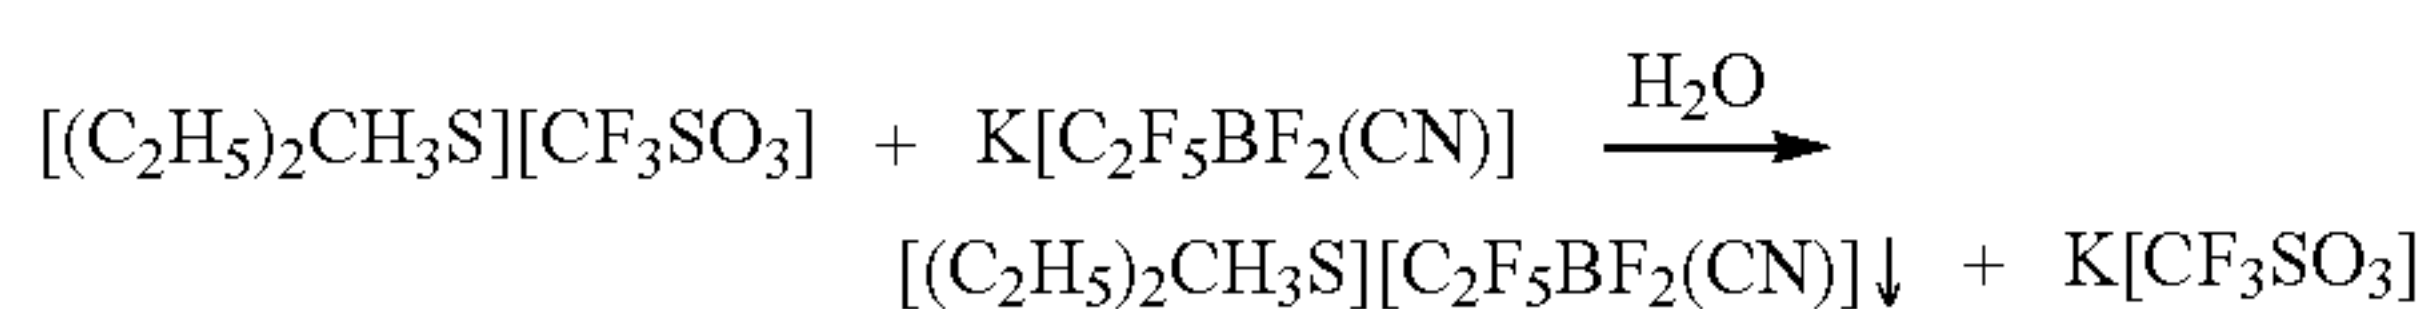 [(C₂H₅)₂CH₃S][CF₃SO₃] + K[C₂F₅BF₂(CN)] H₂O ⟶
[(C₂H₅)₂CH₃S][C₂F₅BF₂(CN)]↓ + K[CF₃SO₃]